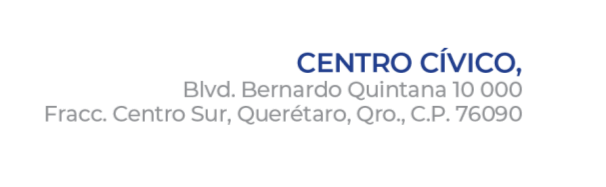 CENTRO CÍVICO,
Blvd. Bernardo Quintana 10 000
Fracc. Centro Sur, Querétaro, Qro., C.P. 76090